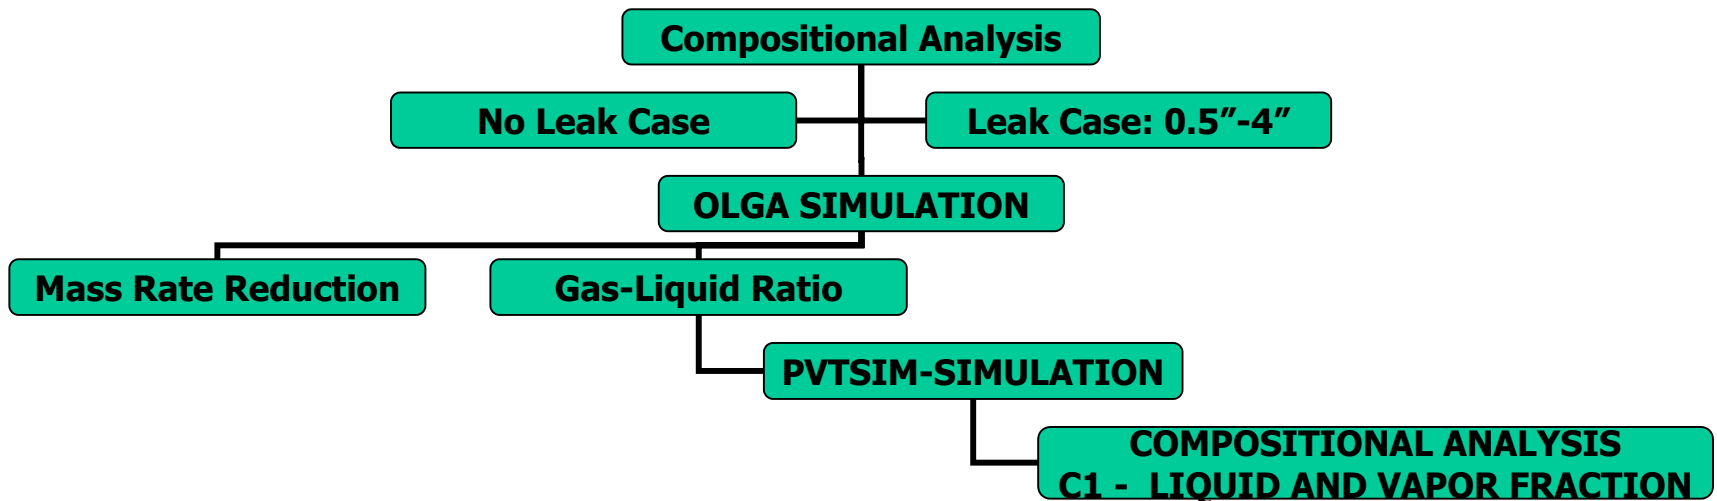 Compositional Analysis
No Leak Case
Leak Case: 0.5″-4″
OLGA SIMULATION
Mass Rate Reduction
Gas-Liquid Ratio
PVTSIM-SIMULATION
COMPOSITIONAL ANALYSIS
C1 - LIQUID AND VAPOR FRACTION